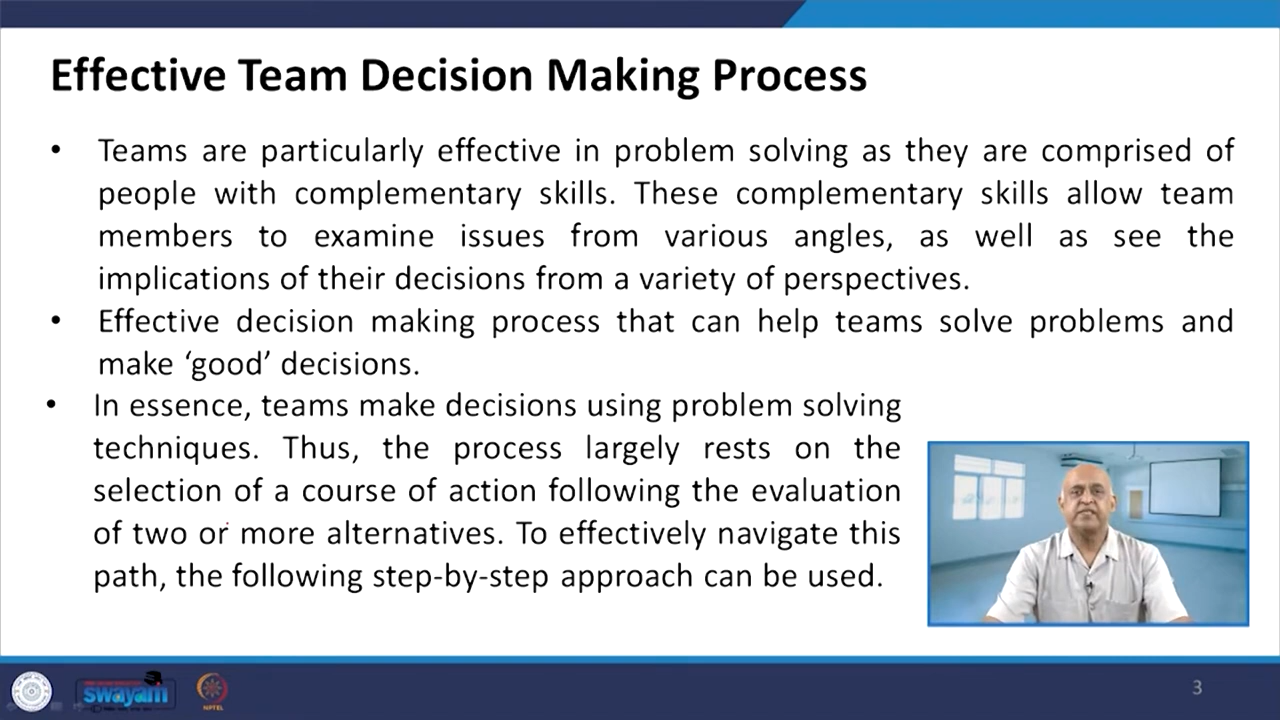 Effective Team Decision Making Process
• Teams are particularly effective in problem solving as they are comprised of
people with complementary skills. These complementary skills allow team
members to examine issues from various angles, as well as see the
implications of their decisions from a variety of perspectives.
• Effective decision making process that can help teams solve problems and
make ‘good’ decisions.
• In essence, teams make decisions using problem solving
techniques. Thus, the process largely rests on the
selection of a course of action following the evaluation
of two or more alternatives. To effectively navigate this
path, the following step-by-step approach can be used.
swayam
NPTEL
3